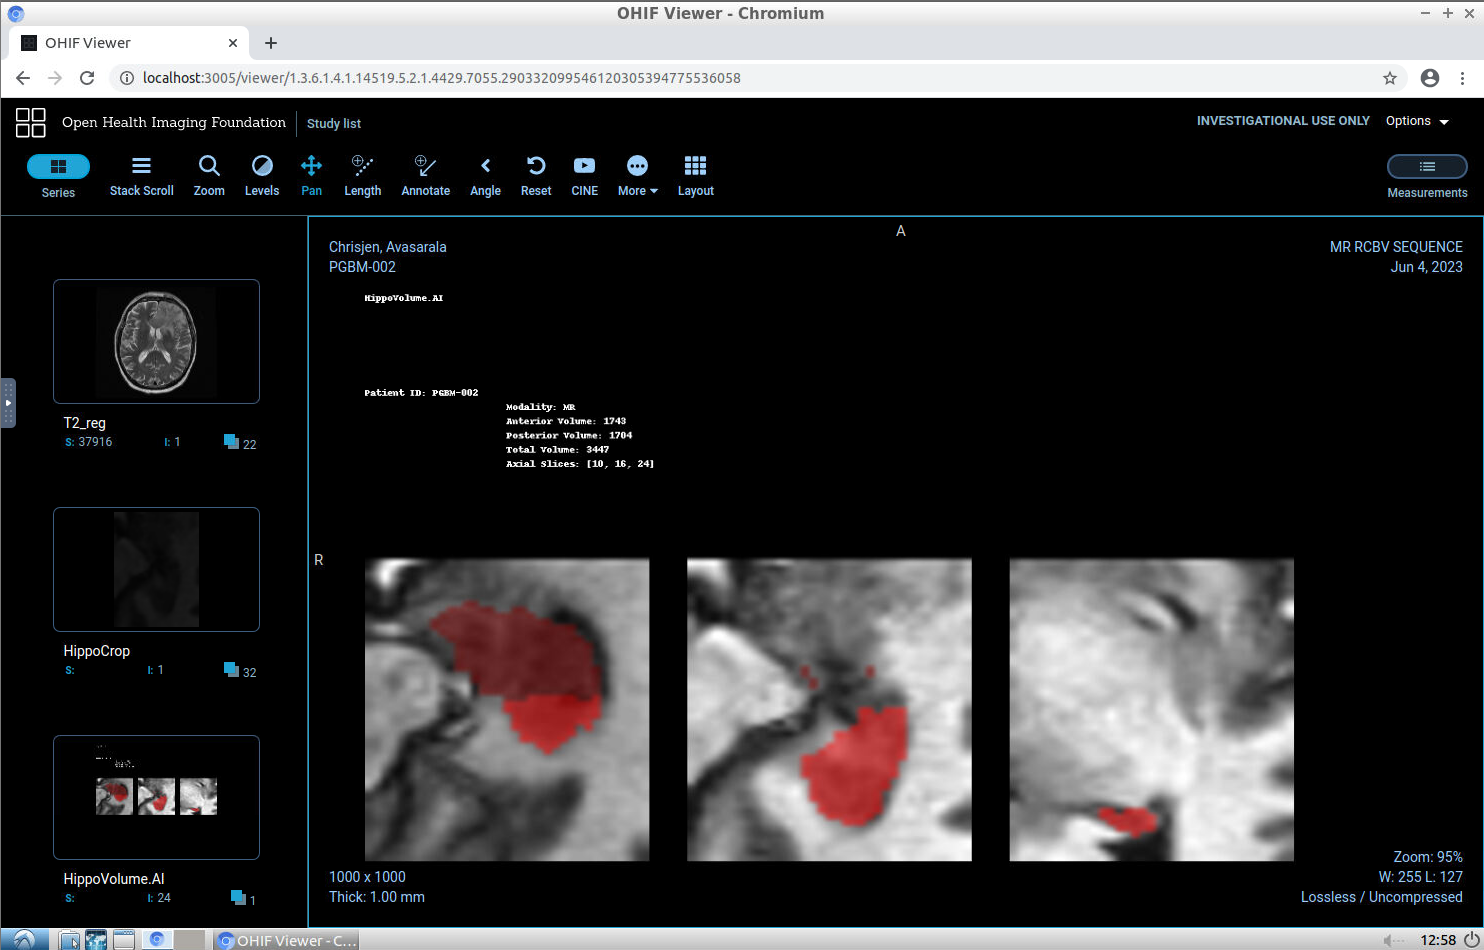 OHIF Viewer - Chromium
OHIF Viewer
localhost:3005/viewer/1.3.6.1.4.1.14519.5.2.1.4429.7055.290332099546120305394775536058
Open Health Imaging Foundation
Study list
INVESTIGATIONAL USE ONLY
Options
Series
Stack Scroll
Zoom
Levels
Pan
Length
Annotate
Angle
Reset
CINE
More
Layout
Measurements
T2_reg
S: 37916 I: 1 22
HippoCrop
S: I: 1 32
HippoVolume.AI
S: I: 24 1
A
Chrisjen, Avasarala
PGBM-002
MR RCBV SEQUENCE
Jun 4, 2023
HippoVolume.AI
Patient ID: PGBM-002
Modality: MR
Anterior Volume: 1743
Posterior Volume: 1704
Total Volume: 3447
Axial Slices: [10, 16, 24]
R
1000 x 1000
Thick: 1.00 mm
Zoom: 95%
W: 255 L: 127
Lossless / Uncompressed
OHIF Viewer - C...
12:58